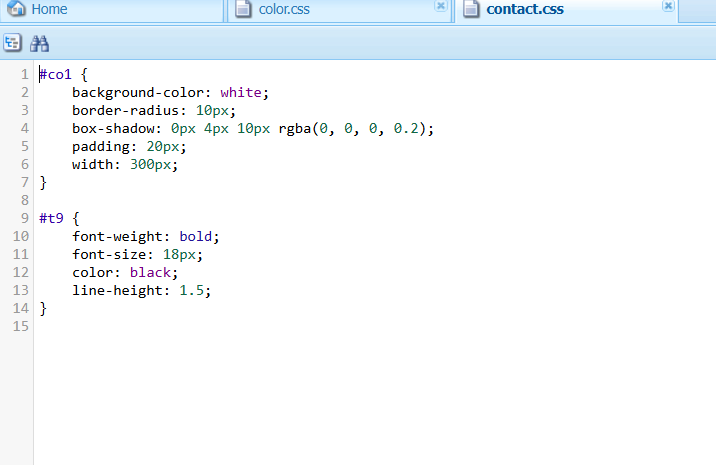 Home color.css contact.css
1 #co1 {
2 background-color: white;
3 border-radius: 10px;
4 box-shadow: 0px 4px 10px rgba(0, 0, 0, 0.2);
5 padding: 20px;
6 width: 300px;
7 }
8
9 #t9 {
10 font-weight: bold;
11 font-size: 18px;
12 color: black;
13 line-height: 1.5;
14 }
15